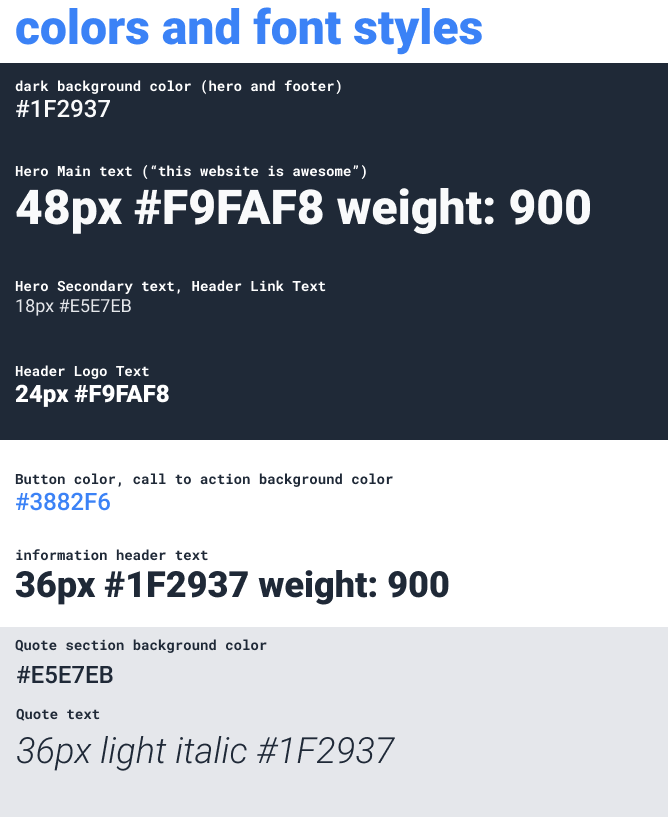 colors and font styles
dark background color (hero and footer)
#1F2937
Hero Main text (“this website is awesome”)
48px #F9FAF8 weight: 900
Hero Secondary text, Header Link Text
18px #E5E7EB
Header Logo Text
24px #F9FAF8
Button color, call to action background color
#3882F6
information header text
36px #1F2937 weight: 900
Quote section background color
#E5E7EB
Quote text
36px light italic #1F2937